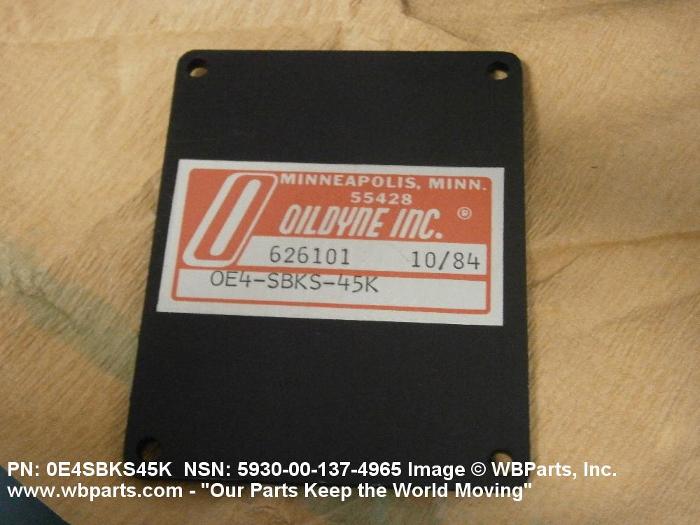 MINNEAPOLIS, MINN.
55428
OILDYNE INC. ®
626101 10/84
OE4-SBKS-45K
PN: 0E4SBKS45K NSN: 5930-00-137-4965 Image © WBParts, Inc.
www.wbparts.com - "Our Parts Keep the World Moving"